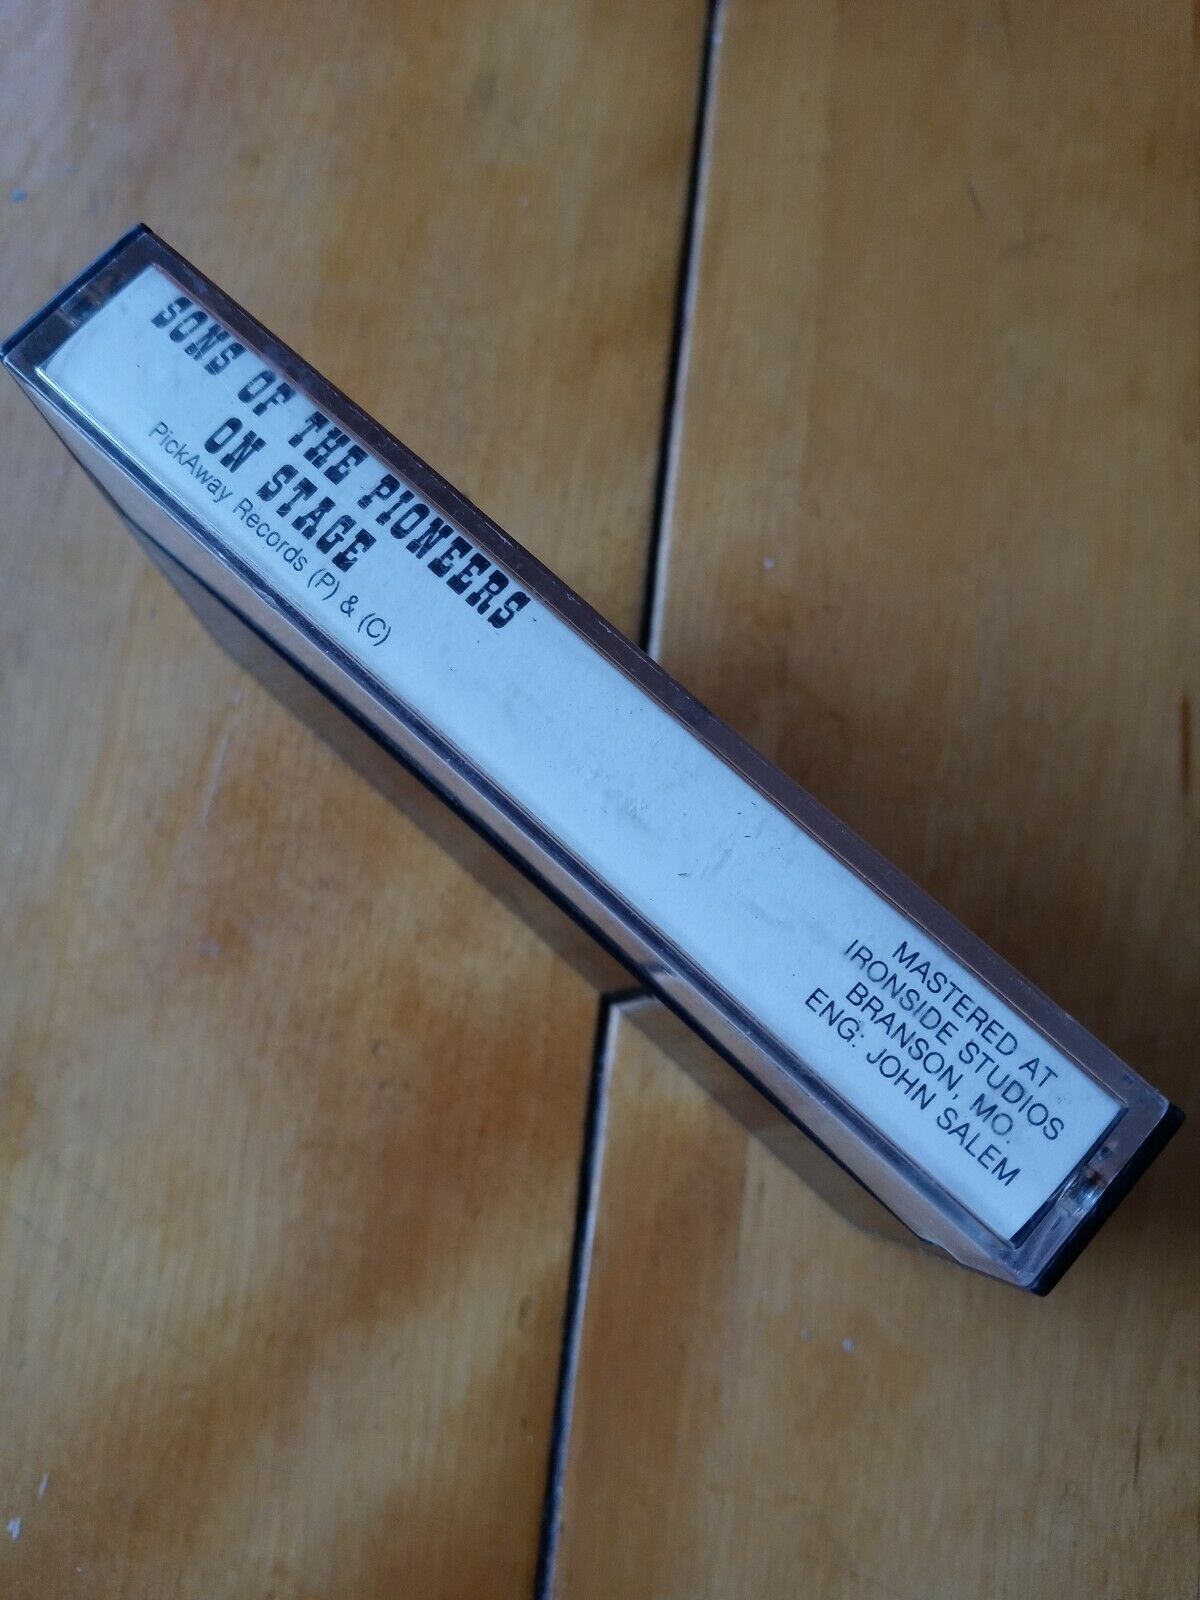 SONS OF THE PIONEERS
ON STAGE
PickAway Records (P) & (C)
MASTERED AT
IRONSIDE STUDIOS
BRANSON, MO.
ENG: JOHN SALEM